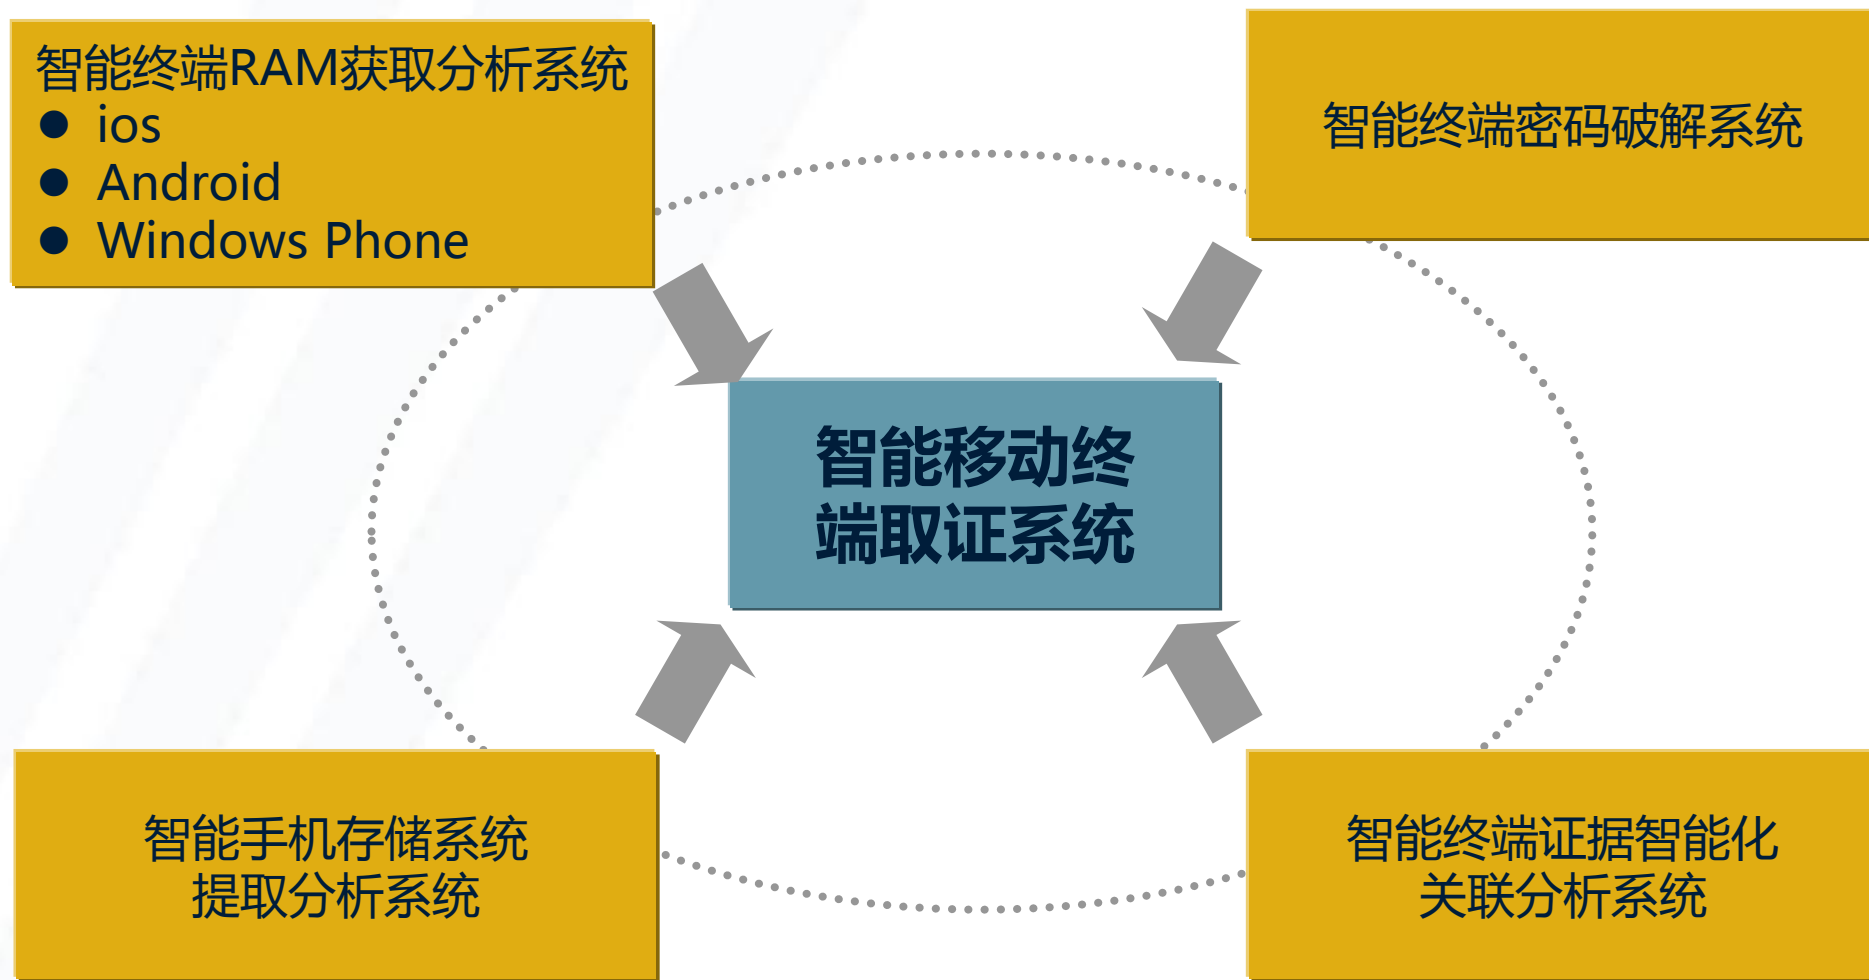 智能终端RAM获取分析系统
● ios
● Android
● Windows Phone
智能终端密码破解系统
智能移动终
端取证系统
智能手机存储系统
提取分析系统
智能终端证据智能化
关联分析系统